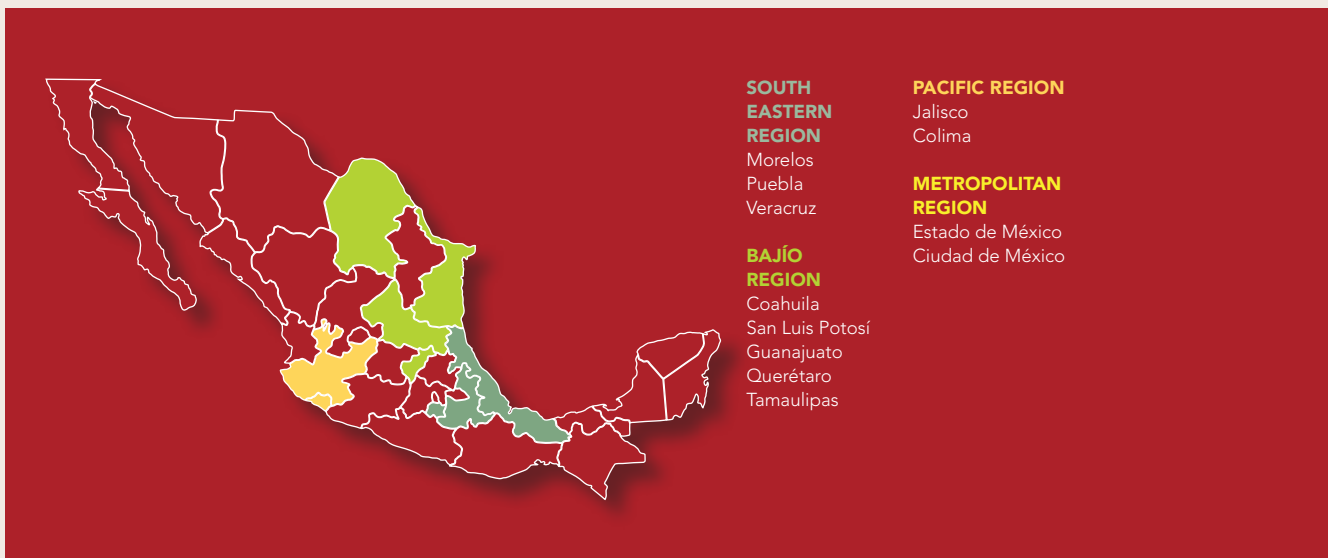 SOUTH
EASTERN
REGION
Morelos
Puebla
Veracruz
BAJÍO
REGION
Coahuila
San Luis Potosí
Guanajuato
Querétaro
Tamaulipas
PACIFIC REGION
Jalisco
Colima
METROPOLITAN
REGION
Estado de México
Ciudad de México